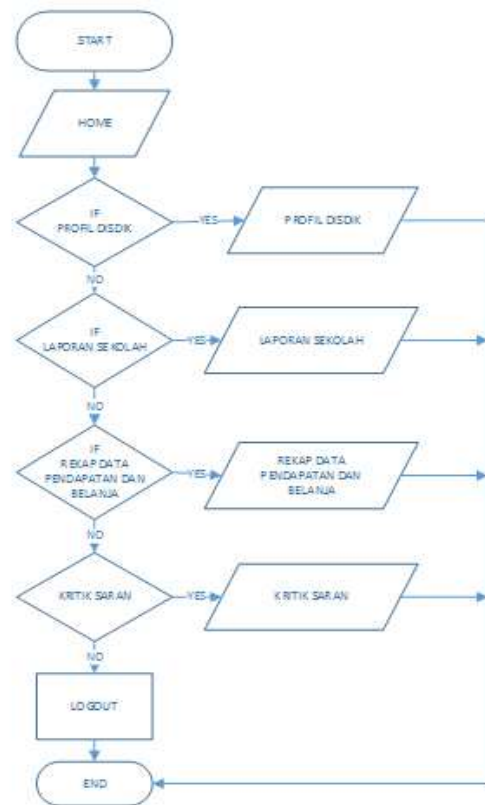 START
HOME
IF
PROFIL DISDIK
YES
PROFIL DISDIK
NO
IF
LAPORAN SEKOLAH
YES
LAPORAN SEKOLAH
NO
IF
REKAP DATA
PENDAPATAN DAN
BELANJA
YES
REKAP DATA
PENDAPATAN DAN
BELANJA
NO
KRITIK SARAN
YES
KRITIK SARAN
NO
LOGOUT
END